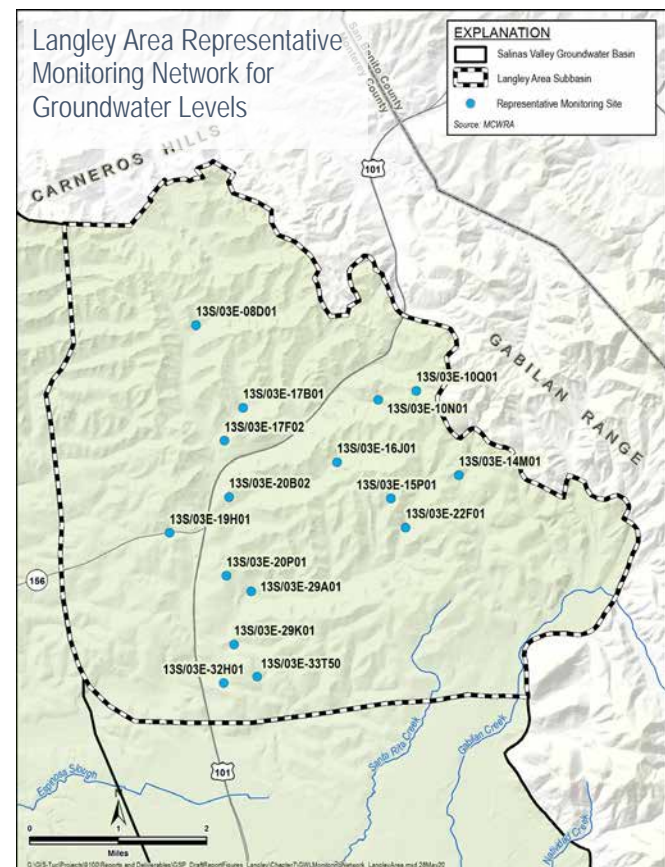 Langley Area Representative
Monitoring Network for
Groundwater Levels
EXPLANATION
Salinas Valley Groundwater Basin
Langley Area Subbasin
Representative Monitoring Site
Source: MCWRA
San Benito County
Monterey County
CARNEROS HILLS
101
GABILAN RANGE
13S/03E-08D01
13S/03E-10Q01
13S/03E-17B01
13S/03E-10N01
13S/03E-17F02
13S/03E-16J01
13S/03E-14M01
13S/03E-20B02
13S/03E-15P01
13S/03E-19H01
13S/03E-22F01
156
13S/03E-20P01
13S/03E-29A01
13S/03E-29K01
13S/03E-32H01
13S/03E-33T50
Santa Rita Creek
Gabilan Creek
Espinosa Slough
101
Natividad Creek
0 1 2
Miles